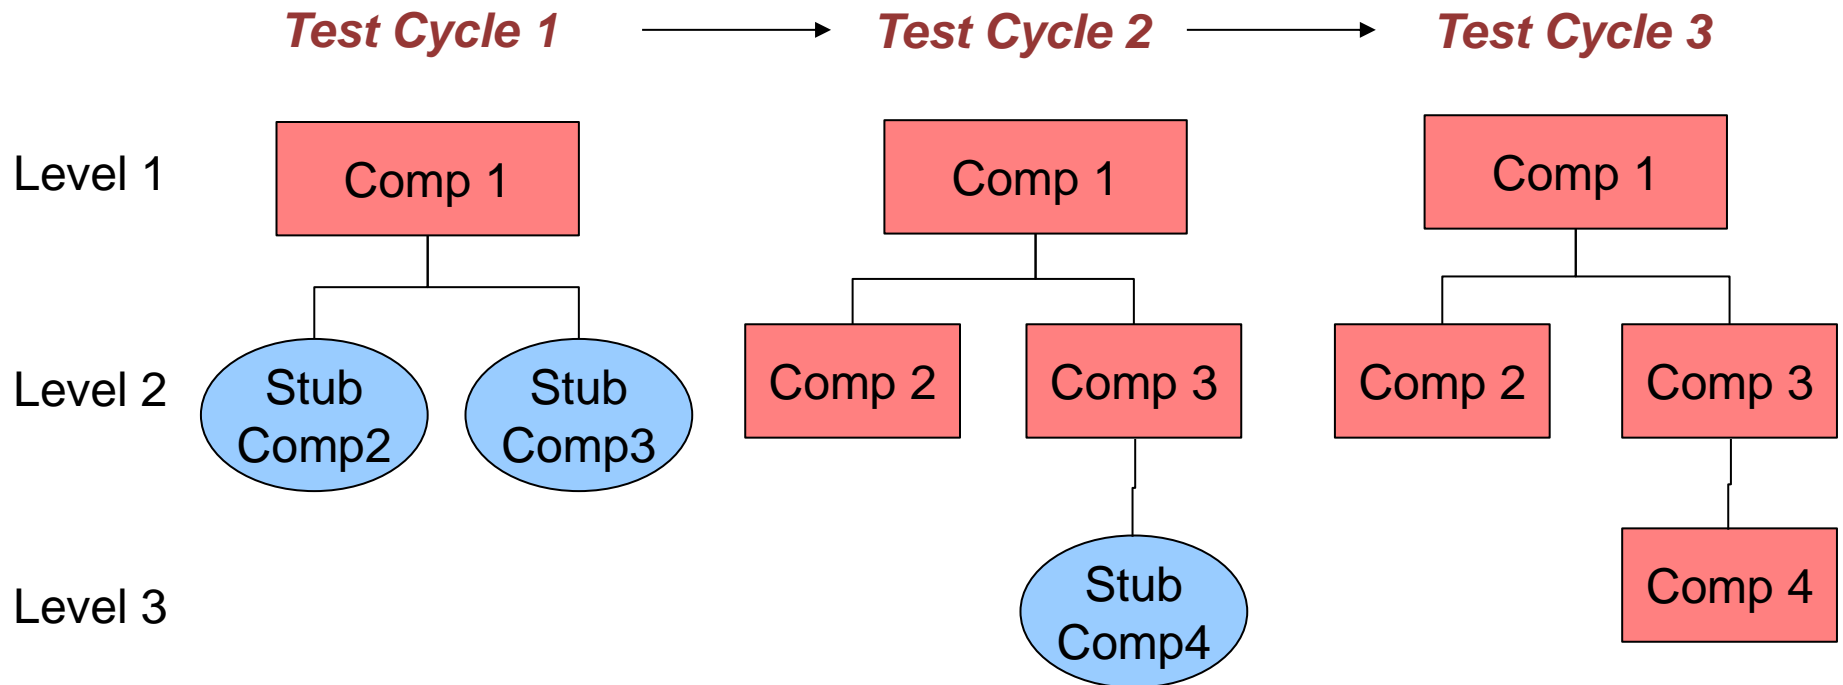 Test Cycle 1
Test Cycle 2
Test Cycle 3
Level 1
Comp 1
Comp 1
Comp 1
Level 2
Stub
Comp2
Stub
Comp3
Comp 2
Comp 3
Comp 2
Comp 3
Level 3
Stub
Comp4
Comp 4